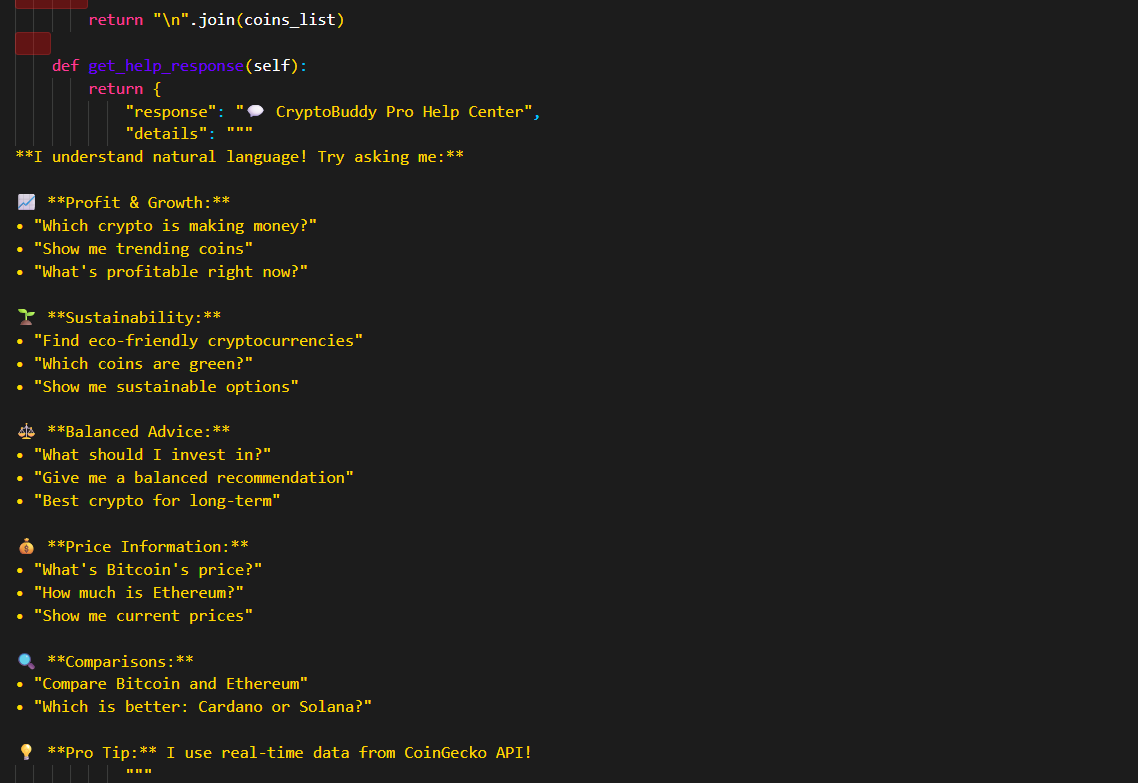 return "\n".join(coins_list)
def get_help_response(self):
return {
"response": "💬 CryptoBuddy Pro Help Center",
"details": """
**I understand natural language! Try asking me:**
📈 **Profit & Growth:**
• "Which crypto is making money?"
• "Show me trending coins"
• "What's profitable right now?"
🌱 **Sustainability:**
• "Find eco-friendly cryptocurrencies"
• "Which coins are green?"
• "Show me sustainable options"
⚖️ **Balanced Advice:**
• "What should I invest in?"
• "Give me a balanced recommendation"
• "Best crypto for long-term"
💰 **Price Information:**
• "What's Bitcoin's price?"
• "How much is Ethereum?"
• "Show me current prices"
🔍 **Comparisons:**
• "Compare Bitcoin and Ethereum"
• "Which is better: Cardano or Solana?"
💡 **Pro Tip:** I use real-time data from CoinGecko API!
"""